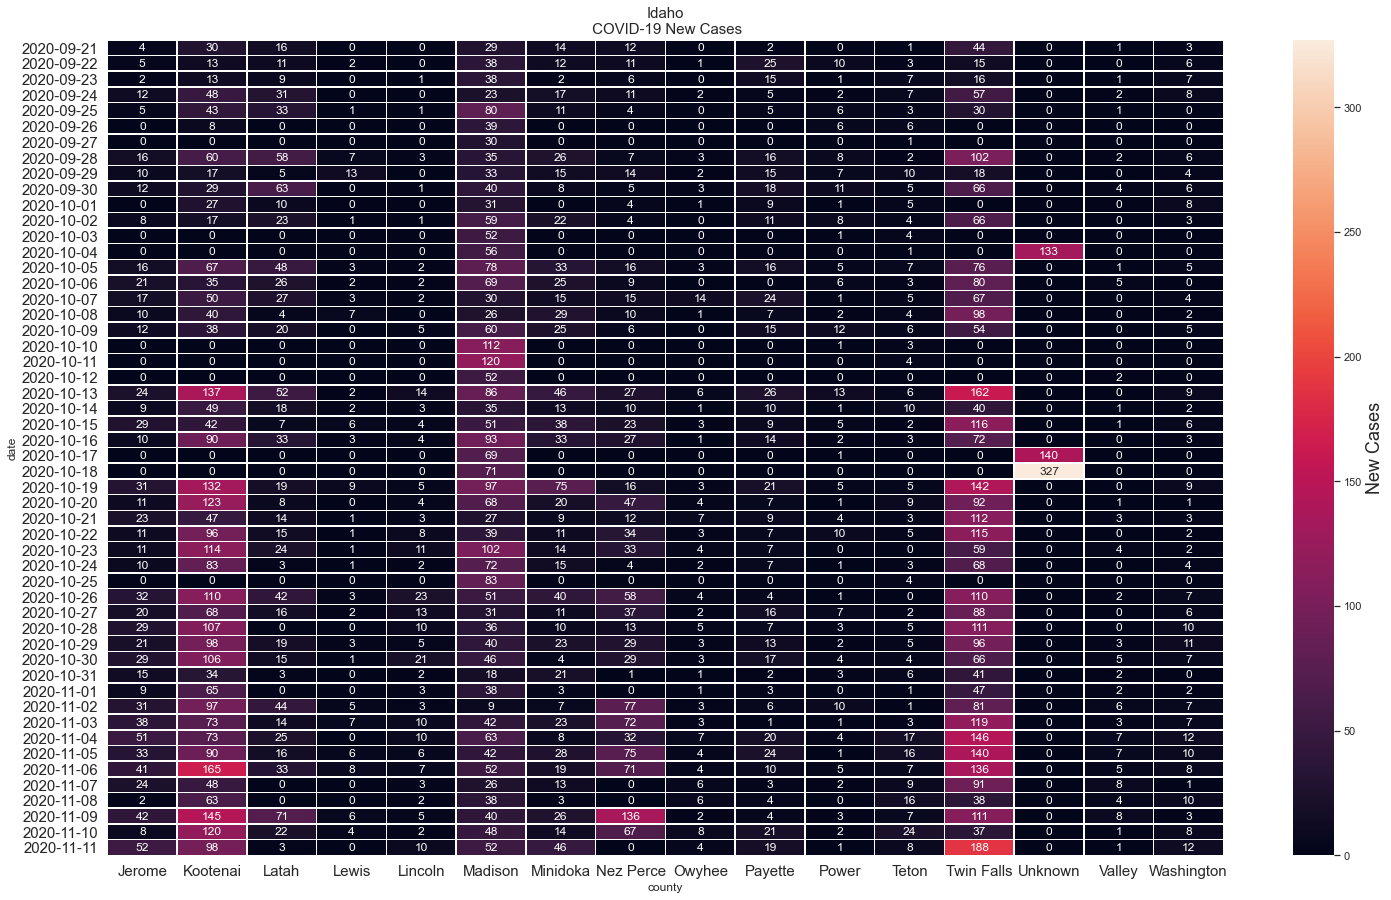 Idaho
COVID-19 New Cases
2020-09-21 4 30 16 0 0 29 14 12 0 2 0 1 44 0 1 3
2020-09-22 5 13 11 2 0 38 12 11 1 25 10 3 15 0 0 6
2020-09-23 2 13 9 0 1 38 2 6 0 15 1 7 16 0 1 7
2020-09-24 12 48 31 0 0 23 17 11 2 5 2 7 57 0 2 8
2020-09-25 5 43 33 1 1 80 11 4 0 5 6 3 30 0 1 0
2020-09-26 0 8 0 0 0 39 0 0 0 0 6 6 0 0 0 0
2020-09-27 0 0 0 0 0 30 0 0 0 0 0 1 0 0 0 0
2020-09-28 16 60 58 7 3 35 26 7 3 16 8 2 102 0 2 6
2020-09-29 10 17 5 13 0 33 15 14 2 15 7 10 18 0 0 4
2020-09-30 12 29 63 0 1 40 8 5 3 18 11 5 66 0 4 6
2020-10-01 0 27 10 0 0 31 0 4 1 9 1 5 0 0 0 8
2020-10-02 8 17 23 1 1 59 22 4 0 11 8 4 66 0 0 3
2020-10-03 0 0 0 0 0 52 0 0 0 0 1 4 0 0 0 0
2020-10-04 0 0 0 0 0 56 0 0 0 0 0 1 0 133 0 0
2020-10-05 16 67 48 3 2 78 33 16 3 16 5 7 76 0 1 5
2020-10-06 21 35 26 2 2 69 25 9 0 0 6 3 80 0 5 0
2020-10-07 17 50 27 3 2 30 15 15 14 24 1 5 67 0 0 4
2020-10-08 10 40 4 7 0 26 29 10 1 7 2 4 98 0 0 2
2020-10-09 12 38 20 0 5 60 25 6 0 15 12 6 54 0 0 5
2020-10-10 0 0 0 0 0 112 0 0 0 0 1 3 0 0 0 0
2020-10-11 0 0 0 0 0 120 0 0 0 0 0 4 0 0 0 0
2020-10-12 0 0 0 0 0 52 0 0 0 0 0 0 0 0 2 0
2020-10-13 24 137 52 2 14 86 46 27 6 26 13 6 162 0 0 9
2020-10-14 9 49 18 2 3 35 13 10 1 10 1 10 40 0 1 2
2020-10-15 29 42 7 6 4 51 38 23 3 9 5 2 116 0 1 6
2020-10-16 10 90 33 3 4 93 33 27 1 14 2 3 72 0 0 3
2020-10-17 0 0 0 0 0 69 0 0 0 0 1 0 0 140 0 0
2020-10-18 0 0 0 0 0 71 0 0 0 0 0 0 0 327 0 0
2020-10-19 31 132 19 9 5 97 75 16 3 21 5 5 142 0 0 9
2020-10-20 11 123 8 0 4 68 20 47 4 7 1 9 92 0 1 1
2020-10-21 23 47 14 1 3 27 9 12 7 9 4 3 112 0 3 3
2020-10-22 11 96 15 1 8 39 11 34 3 7 10 5 115 0 0 2
2020-10-23 11 114 24 1 11 102 14 33 4 7 0 0 59 0 4 2
2020-10-24 10 83 3 1 2 72 15 4 2 7 1 3 68 0 0 4
2020-10-25 0 0 0 0 0 83 0 0 0 0 0 4 0 0 0 0
2020-10-26 32 110 42 3 23 51 40 58 4 4 1 0 110 0 2 7
2020-10-27 20 68 16 2 13 31 11 37 2 16 7 2 88 0 0 6
2020-10-28 29 107 0 0 10 36 10 13 5 7 3 5 111 0 0 10
2020-10-29 21 98 19 3 5 40 23 29 3 13 2 5 96 0 3 11
2020-10-30 29 106 15 1 21 46 4 29 3 17 4 4 66 0 5 7
2020-10-31 15 34 3 0 2 18 21 1 1 2 3 6 41 0 2 0
2020-11-01 9 65 0 0 3 38 3 0 1 3 0 1 47 0 2 2
2020-11-02 31 97 44 5 3 9 7 77 3 6 10 1 81 0 6 7
2020-11-03 38 73 14 7 10 42 23 72 3 1 1 3 119 0 3 7
2020-11-04 51 73 25 0 10 63 8 32 7 20 4 17 146 0 7 12
2020-11-05 33 90 16 6 6 42 28 75 4 24 1 16 140 0 7 10
2020-11-06 41 165 33 8 7 52 19 71 4 10 5 7 136 0 5 8
2020-11-07 24 48 0 0 0 26 13 0 6 3 2 9 91 0 8 1
2020-11-08 2 63 0 0 2 38 3 0 6 4 0 16 38 0 4 10
2020-11-09 42 145 71 6 5 40 26 136 2 4 3 7 111 0 8 3
2020-11-10 8 120 22 4 2 48 14 67 8 21 2 24 37 0 1 8
2020-11-11 52 98 3 0 10 52 46 0 4 19 1 8 188 0 1 12
Jerome Kootenai Latah Lewis Lincoln Madison Minidoka Nez Perce Owyhee Payette Power Teton Twin Falls Unknown Valley Washington
county
date
300
250
200
150
100
50
0
New Cases